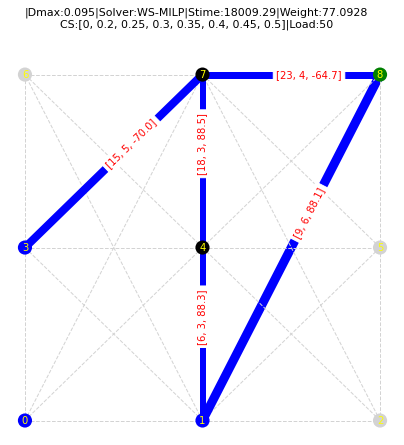 |Dmax:0.095|Solver:WS-MILP|Stime:18009.29|Weight:77.0928
CS:[0, 0.2, 0.25, 0.3, 0.35, 0.4, 0.45, 0.5]|Load:50
7
8
[23, 4, -64.7]
[15, 5, -70.0]
[18, 3, 88.5]
[9, 6, 88.1]
3
4
[6, 3, 88.3]
0
1